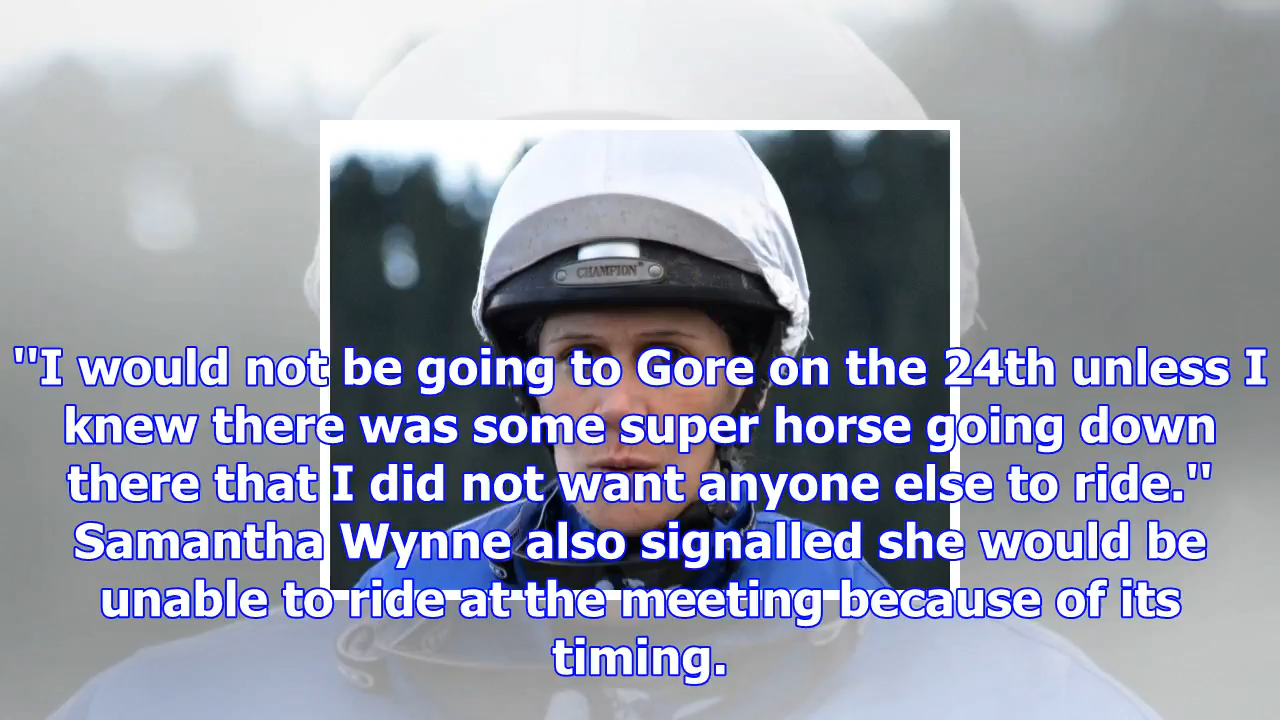 CHAMPION
"I would not be going to Gore on the 24th unless I
knew there was some super horse going down
there that I did not want anyone else to ride."
Samantha Wynne also signalled she would be
unable to ride at the meeting because of its
timing.